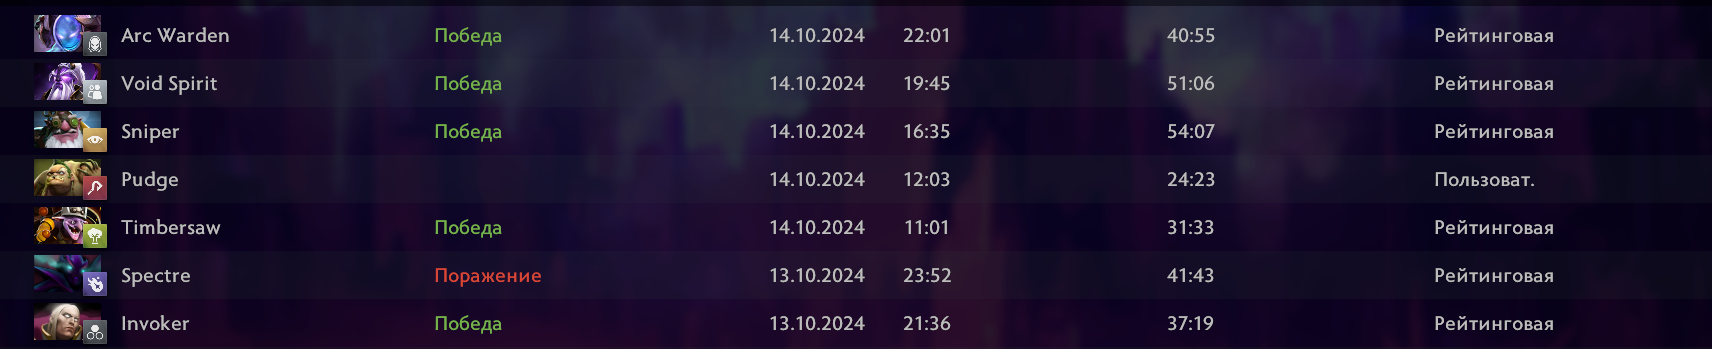 Arc Warden Победа 14.10.2024 22:01 40:55 Рейтинговая
Void Spirit Победа 14.10.2024 19:45 51:06 Рейтинговая
Sniper Победа 14.10.2024 16:35 54:07 Рейтинговая
Pudge 14.10.2024 12:03 24:23 Пользоват.
Timbersaw Победа 14.10.2024 11:01 31:33 Рейтинговая
Spectre Поражение 13.10.2024 23:52 41:43 Рейтинговая
Invoker Победа 13.10.2024 21:36 37:19 Рейтинговая